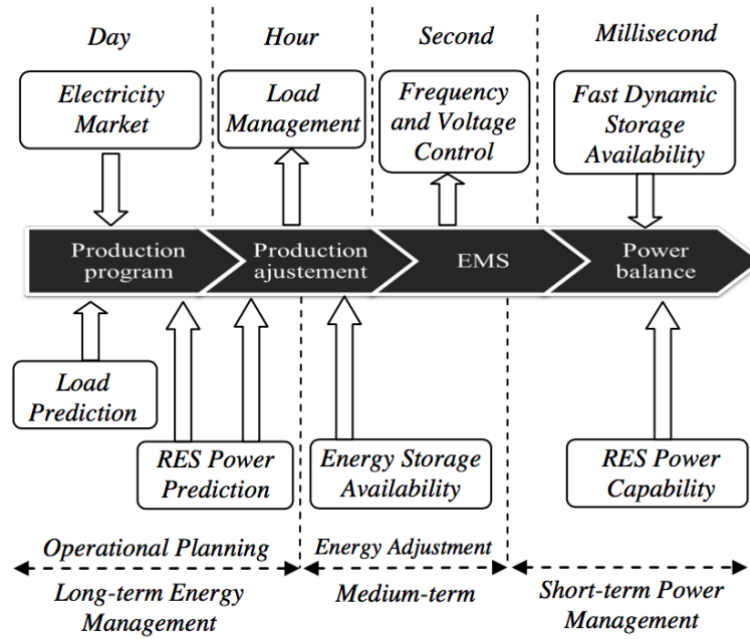 Day
Hour
Second
Millisecond
Electricity
Market
Load
Management
Frequency
and Voltage
Control
Fast Dynamic
Storage
Availability
Production
program
Production
ajustement
EMS
Power
balance
Load
Prediction
RES Power
Prediction
Energy Storage
Availability
RES Power
Capability
Operational Planning
Energy Adjustment
Long-term Energy
Management
Medium-term
Short-term Power
Management